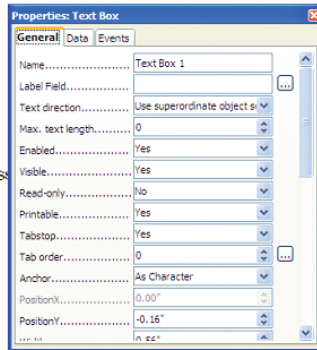 Properties: Text Box
General Data Events
Name..................... Text Box 1
Label Field..................... ...
Text direction............. Use superordinate object s
Max. text length.......... 0
Enabled..................... Yes
Visible..................... Yes
Read-only..................... No
Printable..................... Yes
Tabstop..................... Yes
Tab order..................... 0 ...
Anchor..................... As Character
PositionX..................... 0.00"
PositionY..................... -0.16"